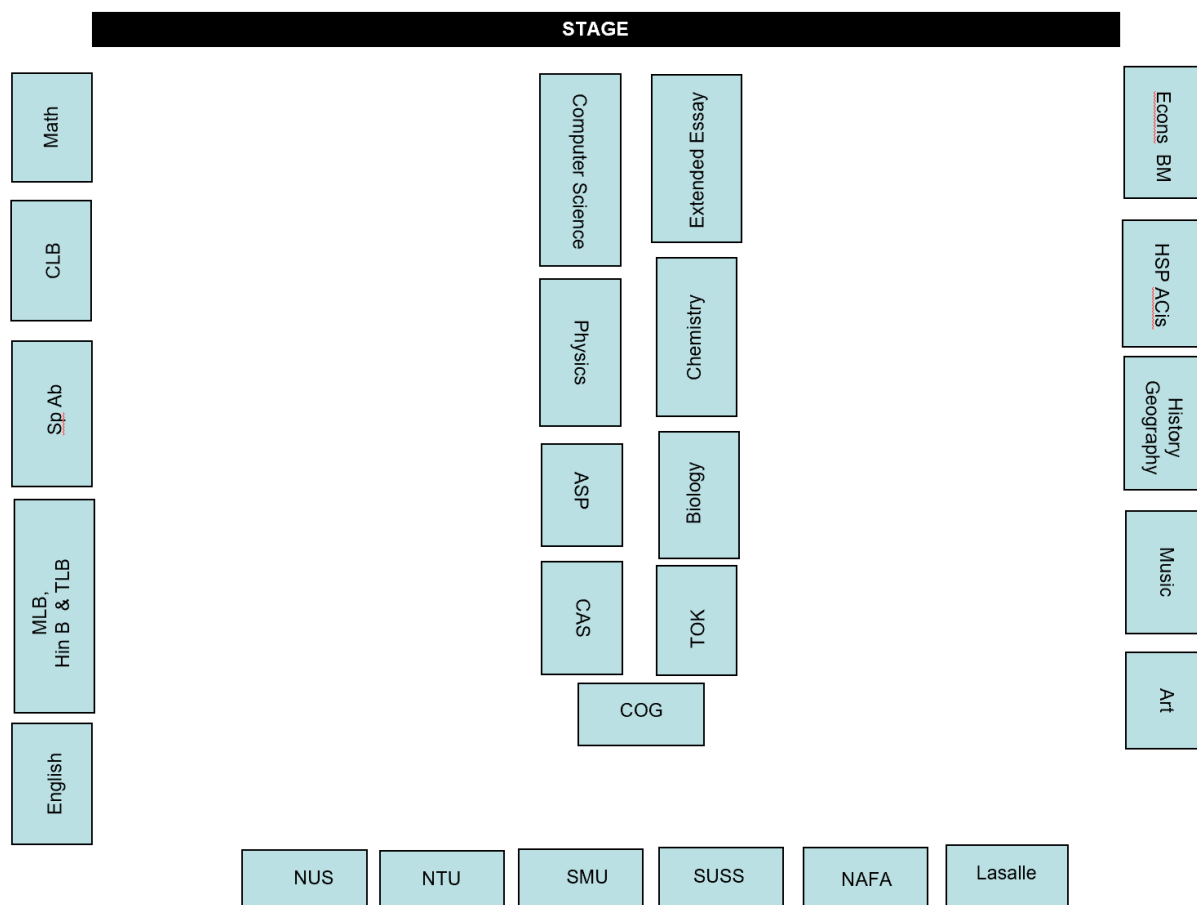 STAGE
Math
CLB
Sp Ab
MLB,
Hin B & TLB
English
Computer Science
Physics
ASP
CAS
Extended Essay
Chemistry
Biology
TOK
COG
Econs BM
HSP ACis
History
Geography
Music
Art
NUS
NTU
SMU
SUSS
NAFA
Lasalle